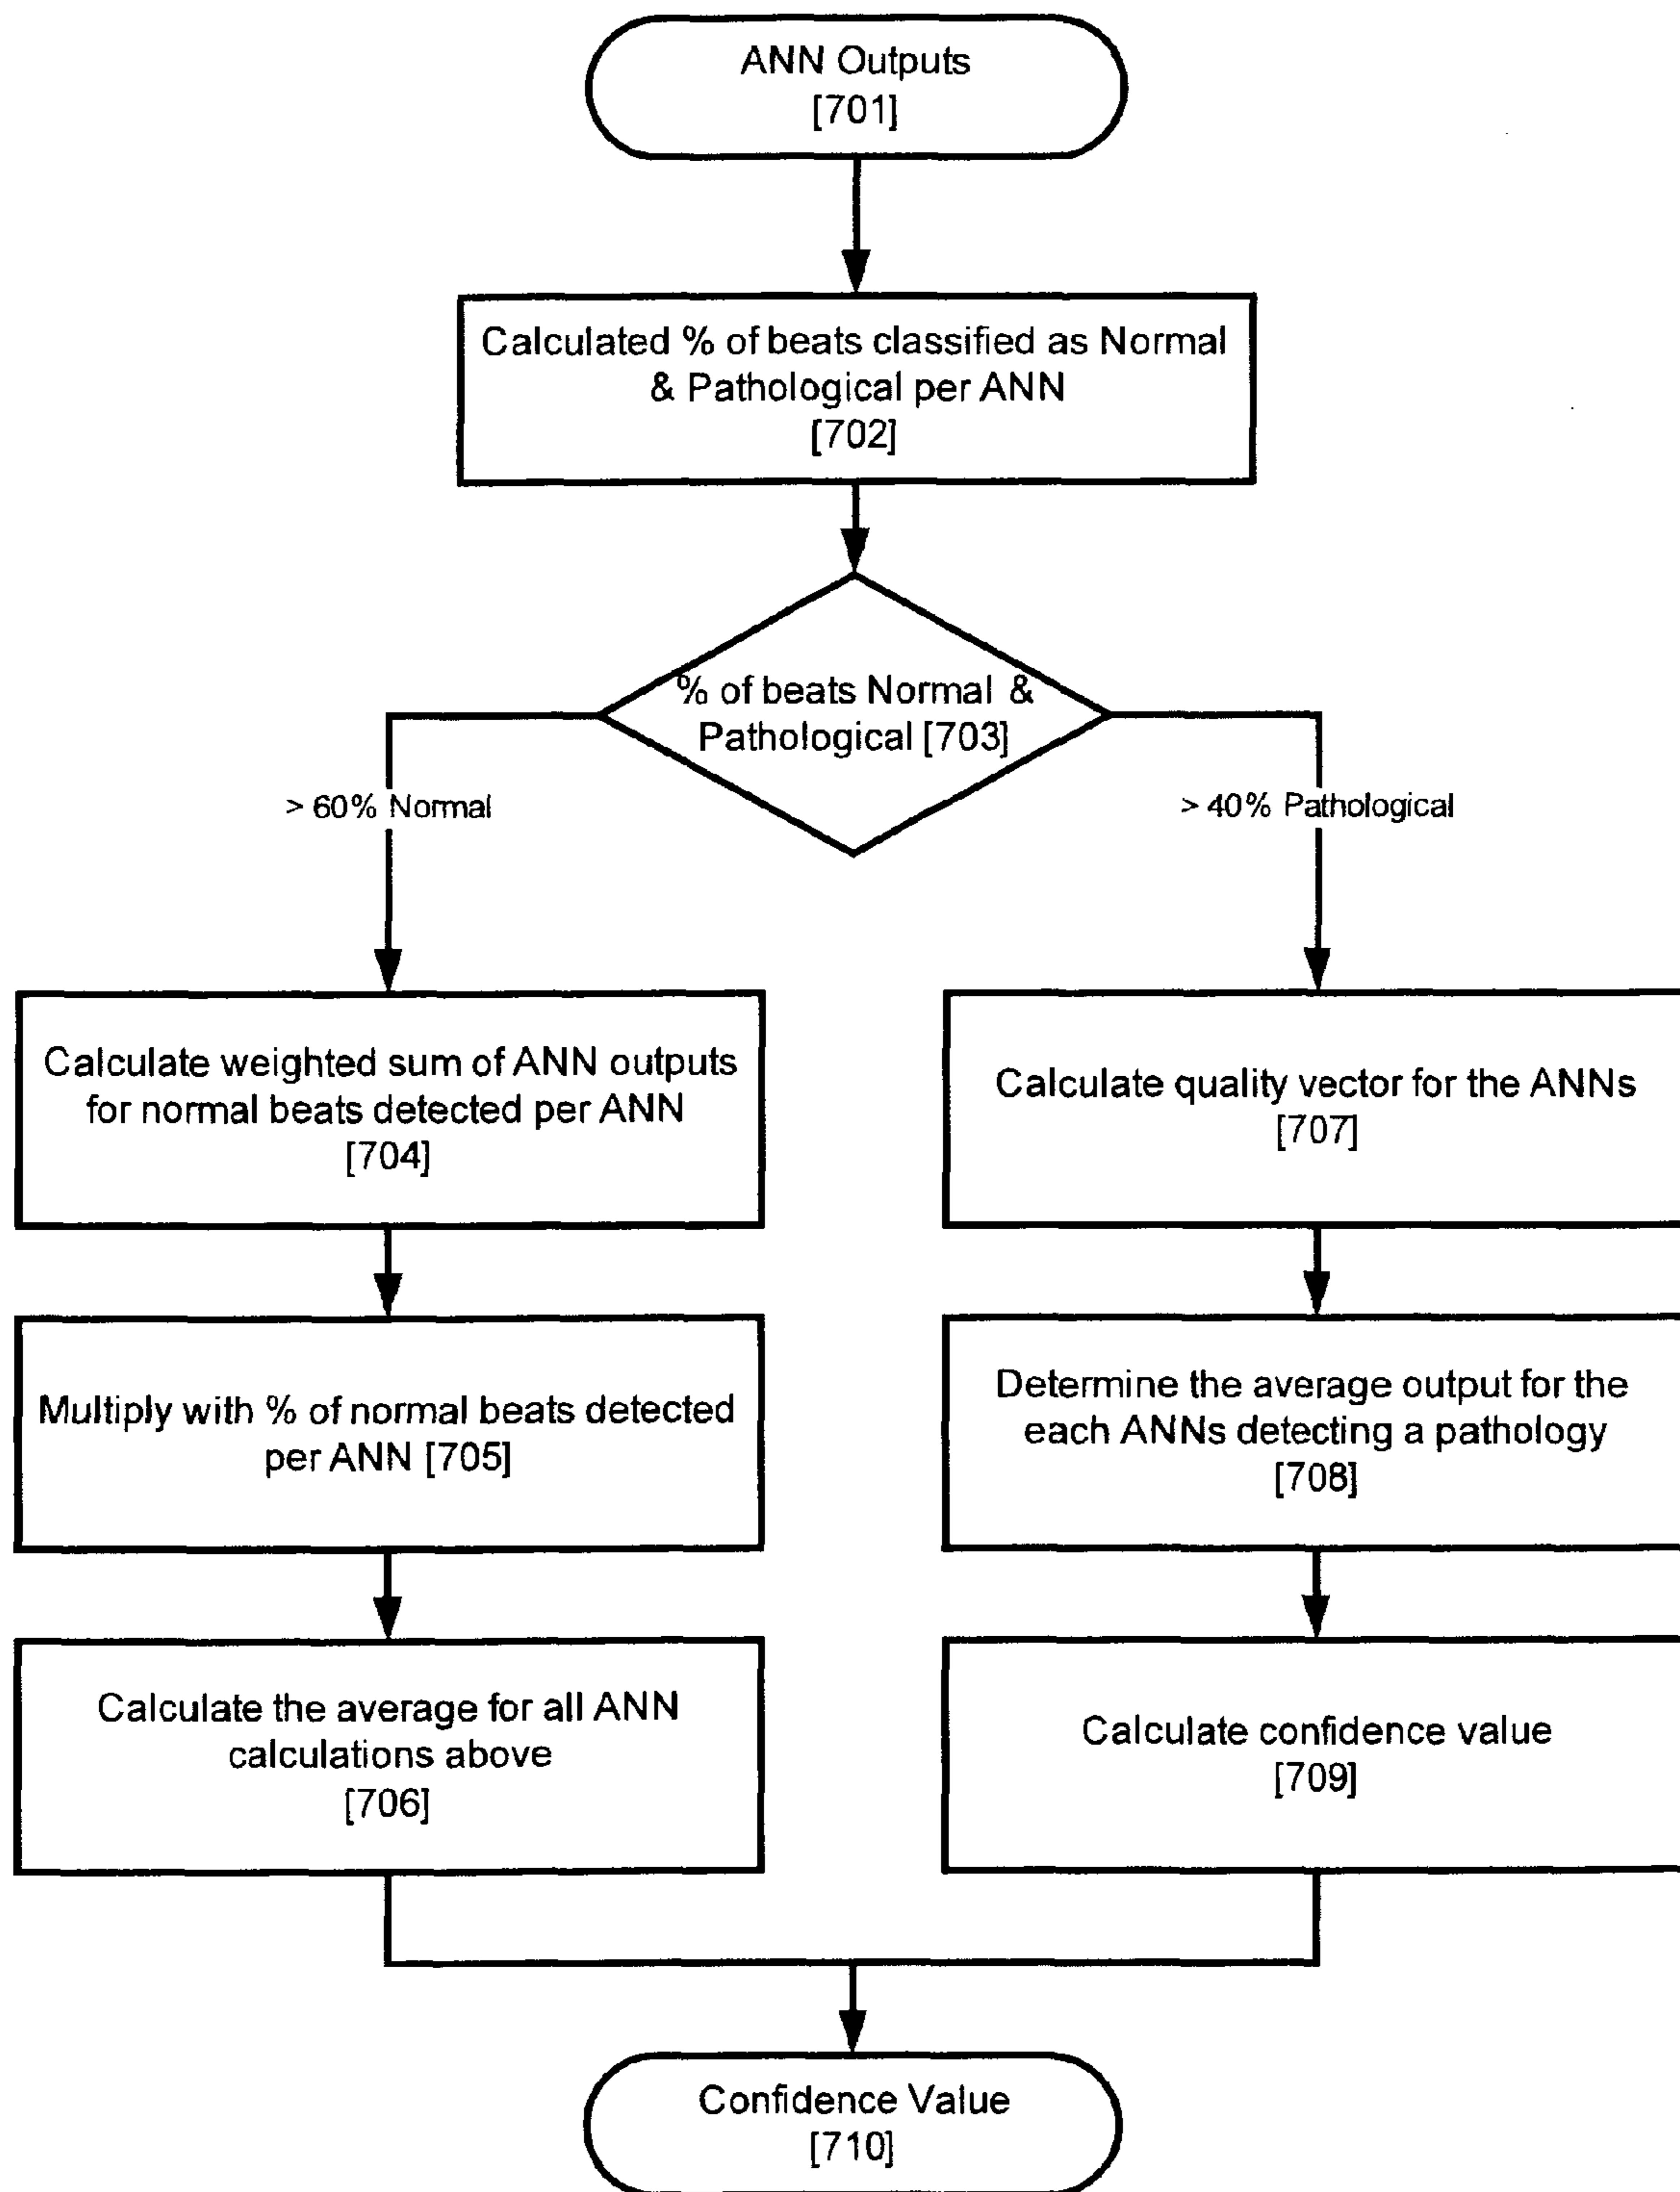 ANN Outputs
[701]
Calculated % of beats classified as Normal
& Pathological per ANN
[702]
% of beats Normal &
Pathological [703]
> 60% Normal
> 40% Pathological
Calculate weighted sum of ANN outputs
for normal beats detected per ANN
[704]
Calculate quality vector for the ANNs
[707]
Multiply with % of normal beats detected
per ANN [705]
Determine the average output for the
each ANNs detecting a pathology
[708]
Calculate the average for all ANN
calculations above
[706]
Calculate confidence value
[709]
Confidence Value
[710]